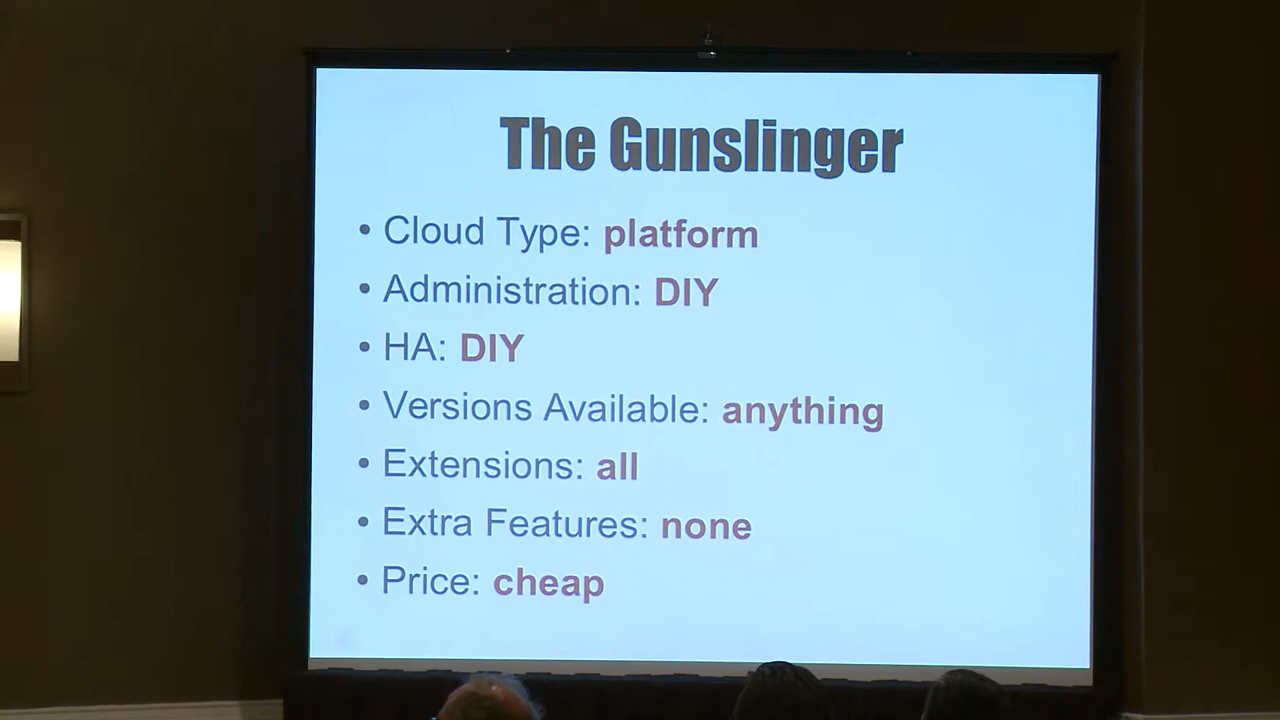 The Gunslinger
• Cloud Type: platform
• Administration: DIY
• HA: DIY
• Versions Available: anything
• Extensions: all
• Extra Features: none
• Price: cheap